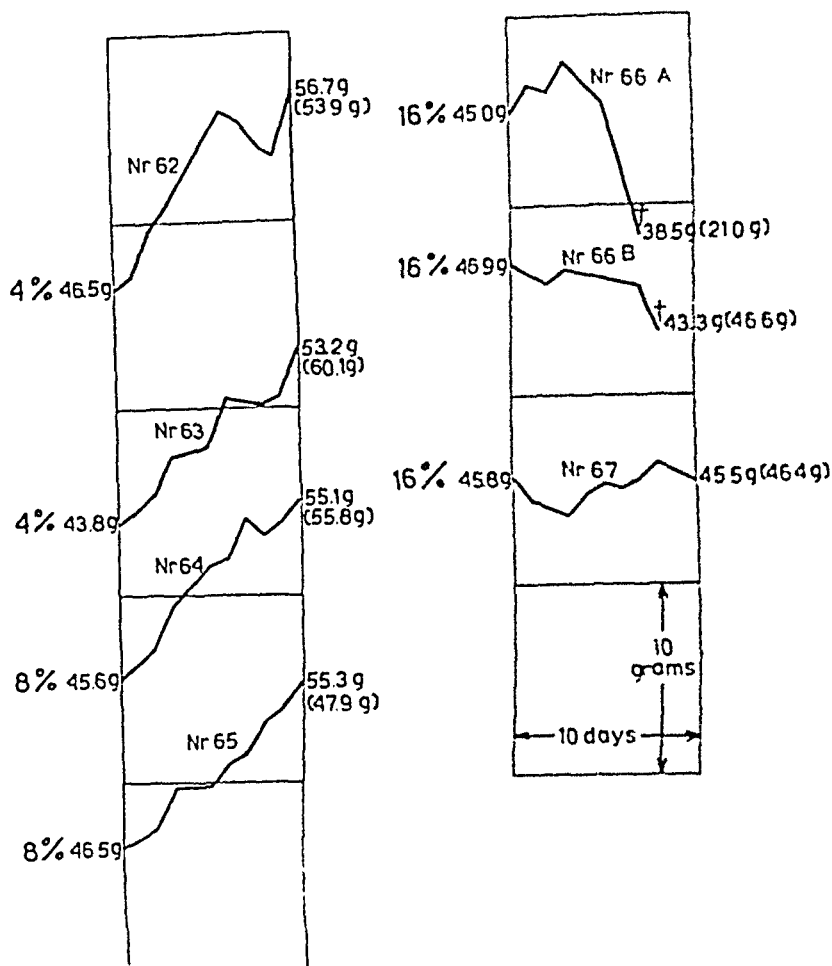 56.7g
(53.9 g)
Nr 62
4% 46.5g
53.2g
(60.1g)
Nr 63
4% 43.8g
55.1g
(55.8g)
Nr 64
8% 45.6g
55.3 g
(47.9 g)
Nr 65
8% 46.5g
Nr 66 A
16% 45.0g
†
38.5g (21.0 g)
Nr 66 B
16% 45.9g
†
43.3 g (46.6g)
Nr 67
16% 45.8g
45.5g (46.4g)
10
grams
10 days